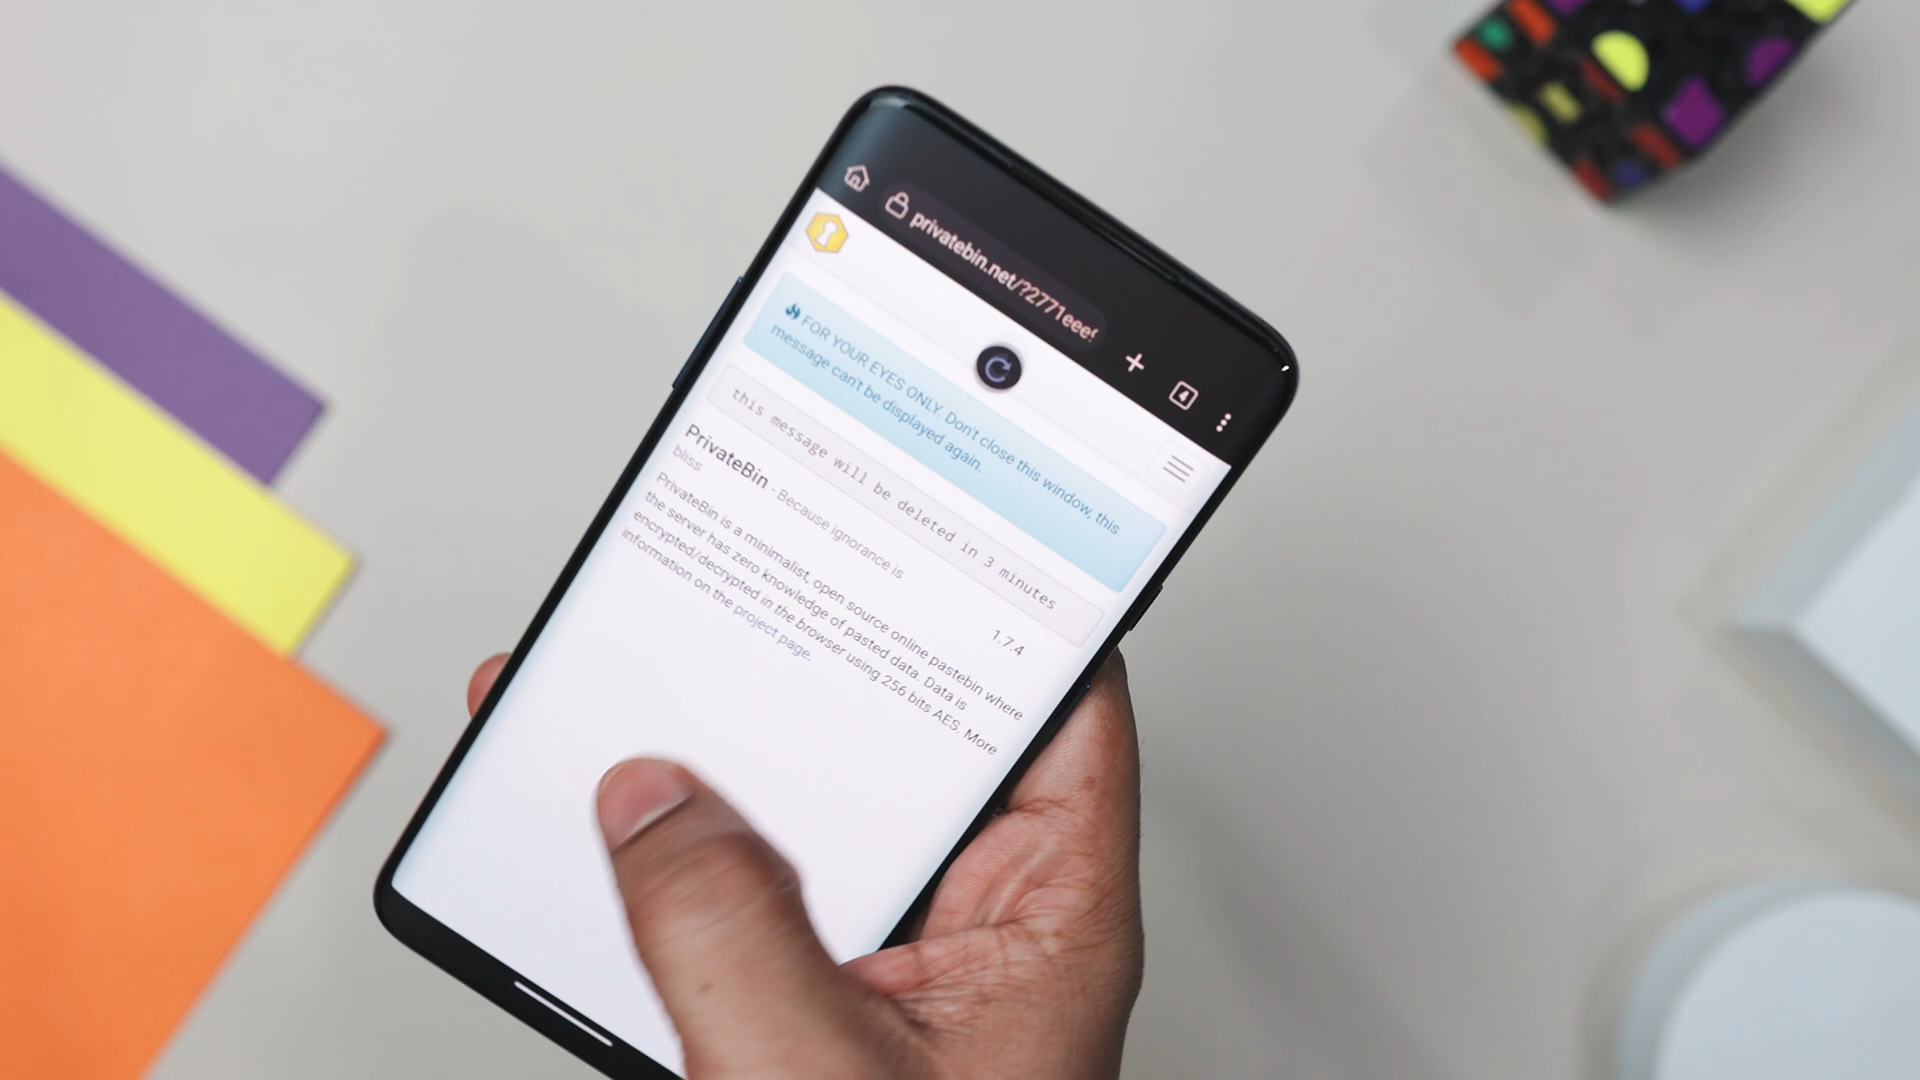 privatebin.net/?2771eee
4
FOR YOUR EYES ONLY. Don't close this window, this
message can't be displayed again.
this message will be deleted in 3 minutes
PrivateBin - Because ignorance is
bliss
1.7.4
PrivateBin is a minimalist, open source online pastebin where
the server has zero knowledge of pasted data. Data is
encrypted/decrypted in the browser using 256 bits AES. More
information on the project page.